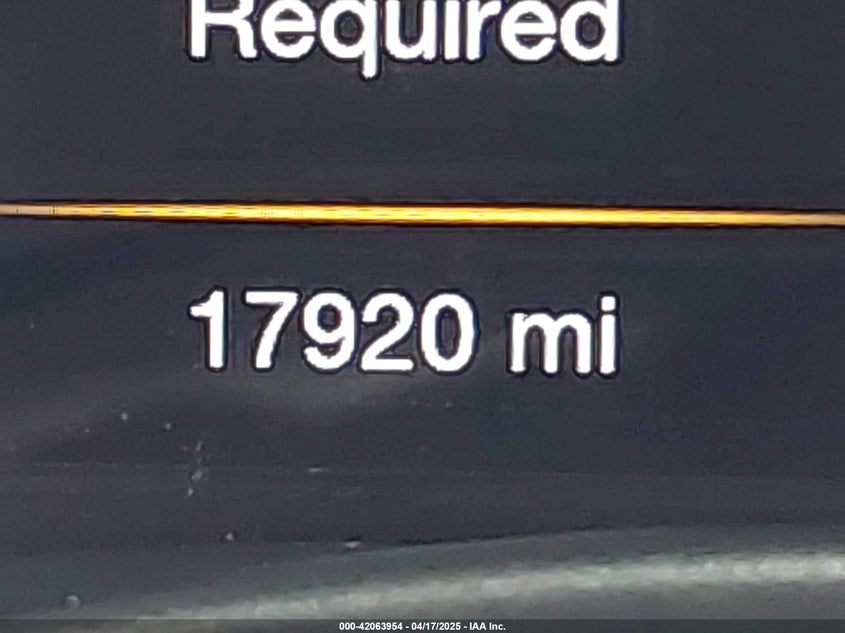 Required
17920 mi
000-42063954 - 04/17/2025 - IAA Inc.